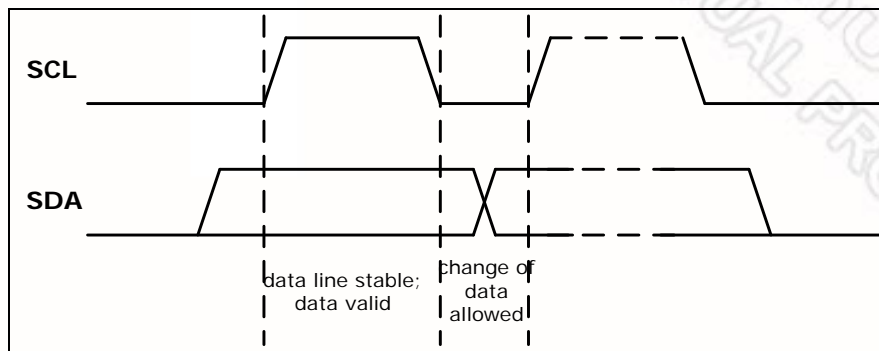 SCL
SDA
data line stable;
data valid
change of
data
allowed